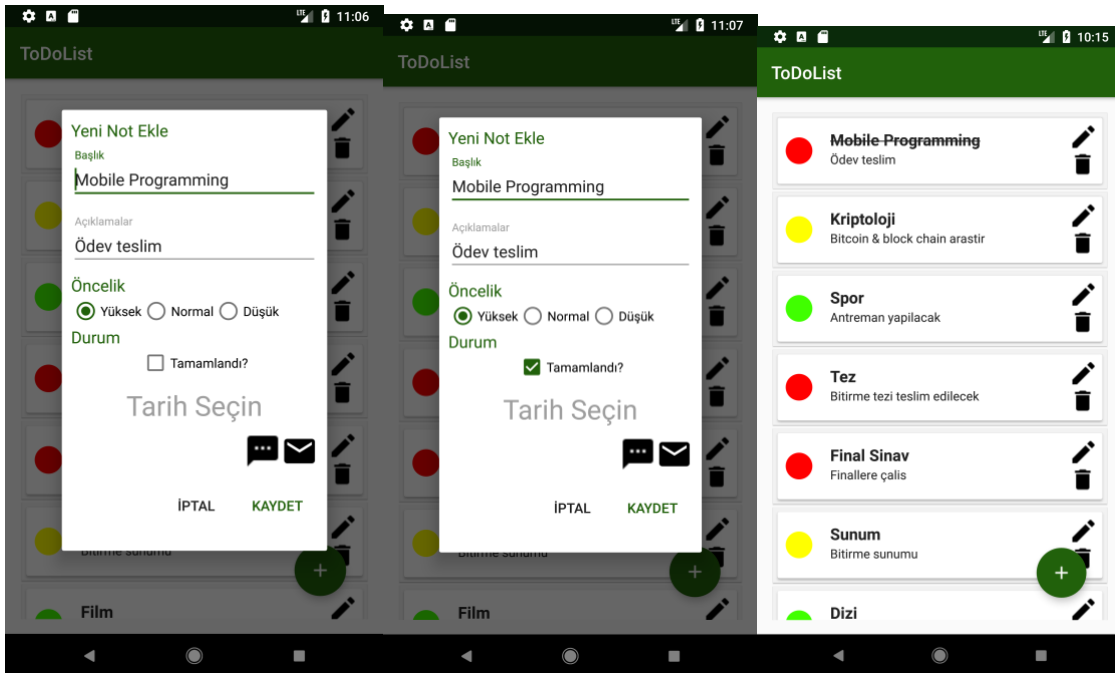 11:06
ToDoList
Yeni Not Ekle
Başlık
Mobile Programming
Açıklamalar
Ödev teslim
Öncelik
Yüksek Normal Düşük
Durum
Tamamlandı?
Tarih Seçin
İPTAL KAYDET
Bitirme sunumu
+
Film
11:07
ToDoList
Yeni Not Ekle
Başlık
Mobile Programming
Açıklamalar
Ödev teslim
Öncelik
Yüksek Normal Düşük
Durum
Tamamlandı?
Tarih Seçin
İPTAL KAYDET
Bitirme sunumu
+
Film
LTE 10:15
ToDoList
Mobile Programming
Ödev teslim
Kriptoloji
Bitcoin & block chain arastir
Spor
Antreman yapilacak
Tez
Bitirme tezi teslim edilecek
Final Sinav
Finallere çalis
Sunum
Bitirme sunumu
+
Dizi